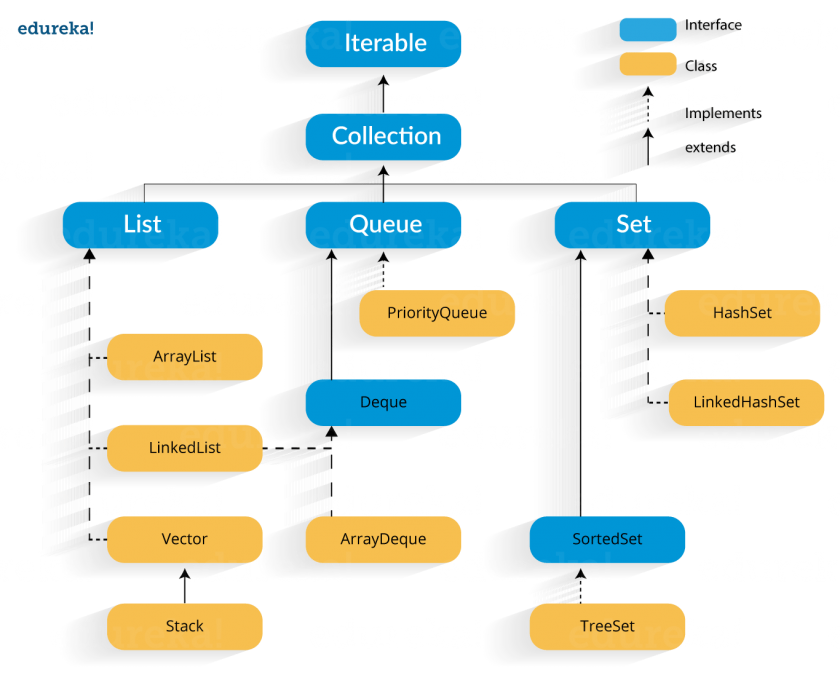 edureka!
Iterable
Interface
Class
Implements
extends
Collection
List
Queue
Set
PriorityQueue
HashSet
ArrayList
Deque
LinkedHashSet
LinkedList
Vector
ArrayDeque
SortedSet
Stack
TreeSet